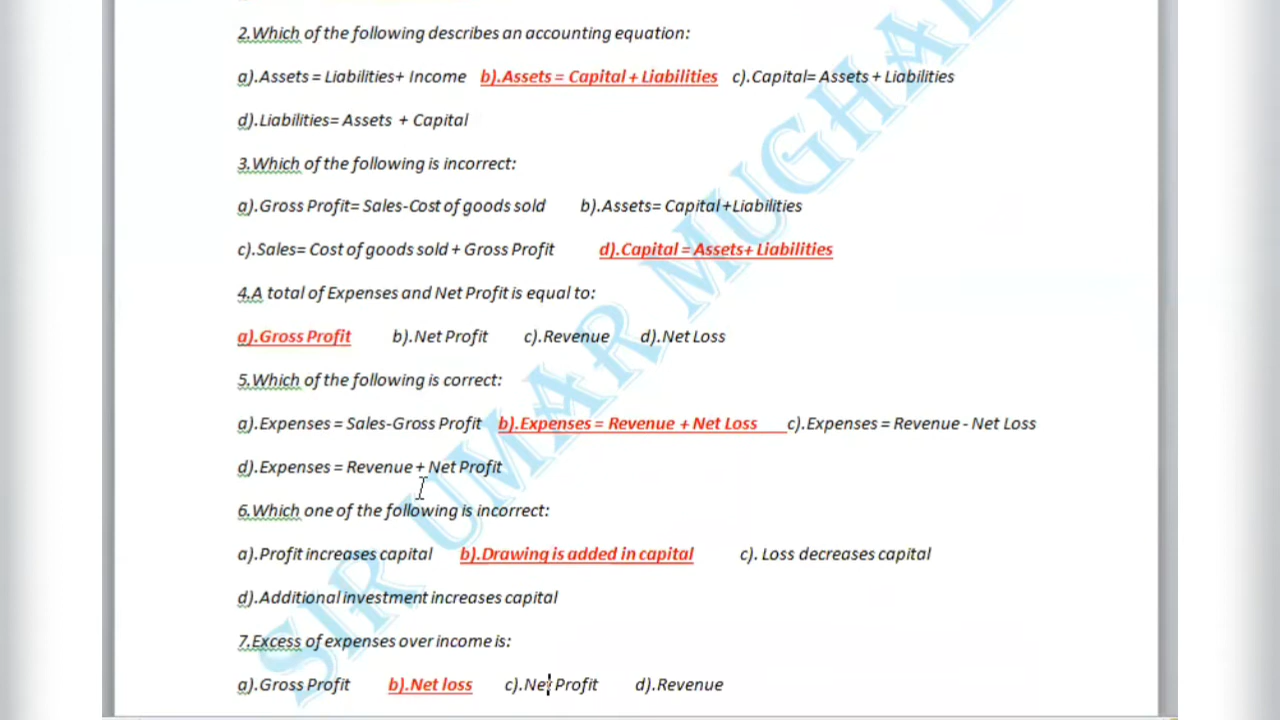 2.Which of the following describes an accounting equation:
a).Assets = Liabilities+ Income b).Assets = Capital + Liabilities c).Capital= Assets + Liabilities
d).Liabilities= Assets + Capital
3.Which of the following is incorrect:
a).Gross Profit= Sales-Cost of goods sold b).Assets= Capital +Liabilities
c).Sales= Cost of goods sold + Gross Profit d).Capital = Assets+ Liabilities
4.A total of Expenses and Net Profit is equal to:
a).Gross Profit b).Net Profit c).Revenue d).Net Loss
5.Which of the following is correct:
a).Expenses = Sales-Gross Profit b).Expenses = Revenue + Net Loss c).Expenses = Revenue - Net Loss
d).Expenses = Revenue + Net Profit
6.Which one of the following is incorrect:
a).Profit increases capital b).Drawing is added in capital c). Loss decreases capital
d).Additional investment increases capital
7.Excess of expenses over income is:
a).Gross Profit b).Net loss c).Net Profit d).Revenue
SIR UMAR MUGHAL